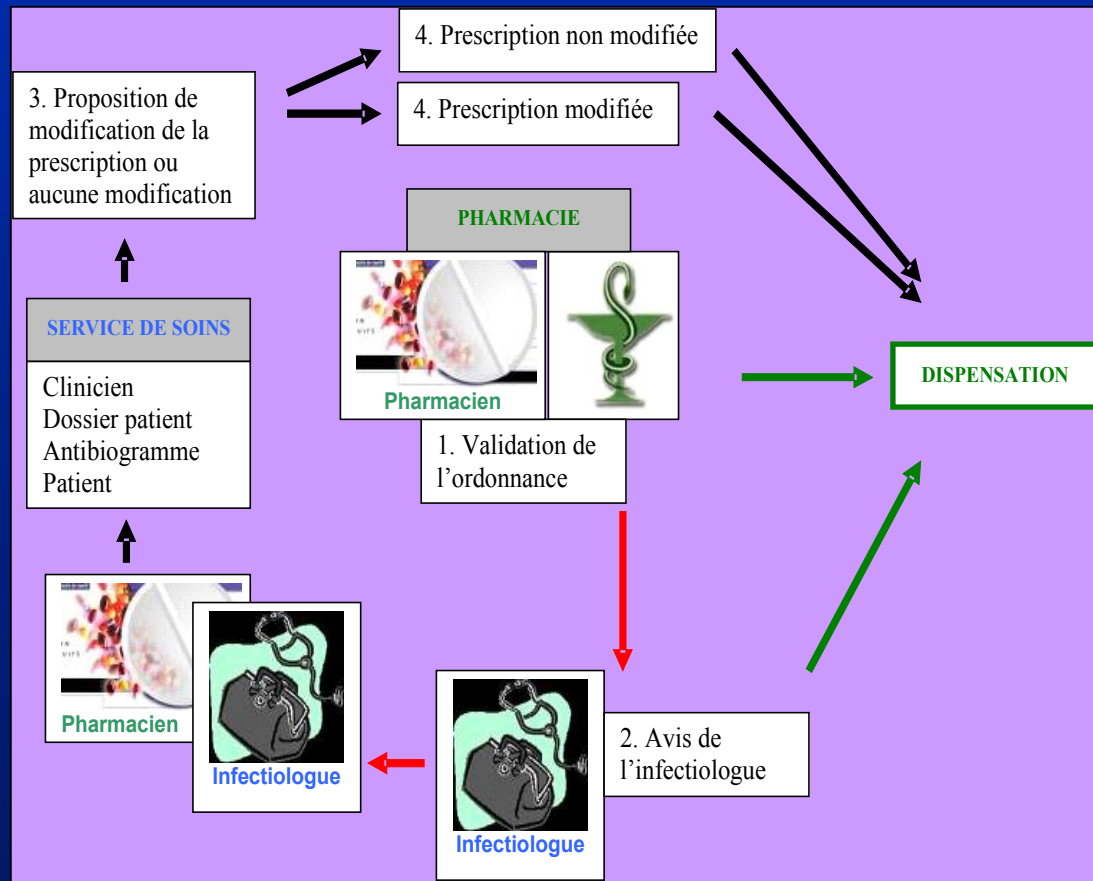 4. Prescription non modifiée
3. Proposition de
modification de la
prescription ou
aucune modification
4. Prescription modifiée
PHARMACIE
SERVICE DE SOINS
Clinicien
Dossier patient
Antibiogramme
Patient
Pharmacien
1. Validation de
l’ordonnance
DISPENSATION
Pharmacien
Infectiologue
2. Avis de
l’infectiologue
Infectiologue